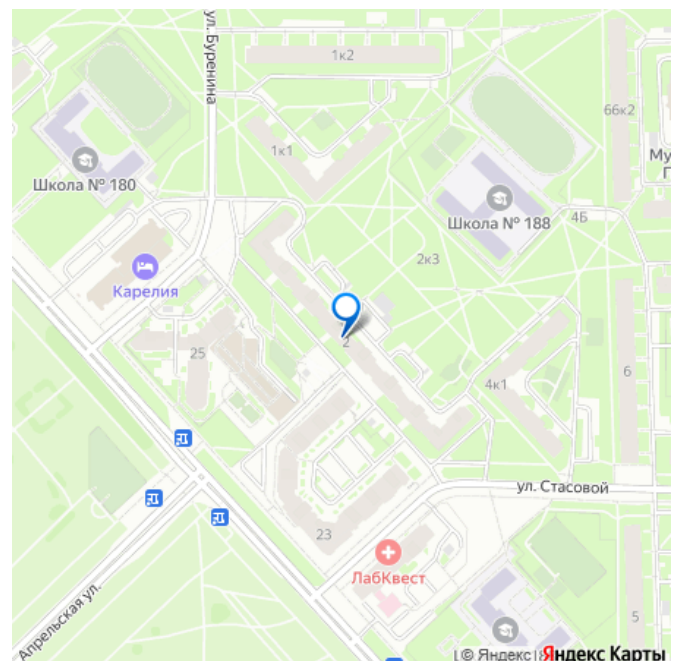 ул. Буренина
1к2
66к2
1к1
Му
П
Школа № 180
Школа № 188
4Б
2к3
Карелия
25
2
4к1
6
ул. Стасовой
23
ЛабКвест
Апрельская ул.
5
© Яндекс
Яндекс Карты